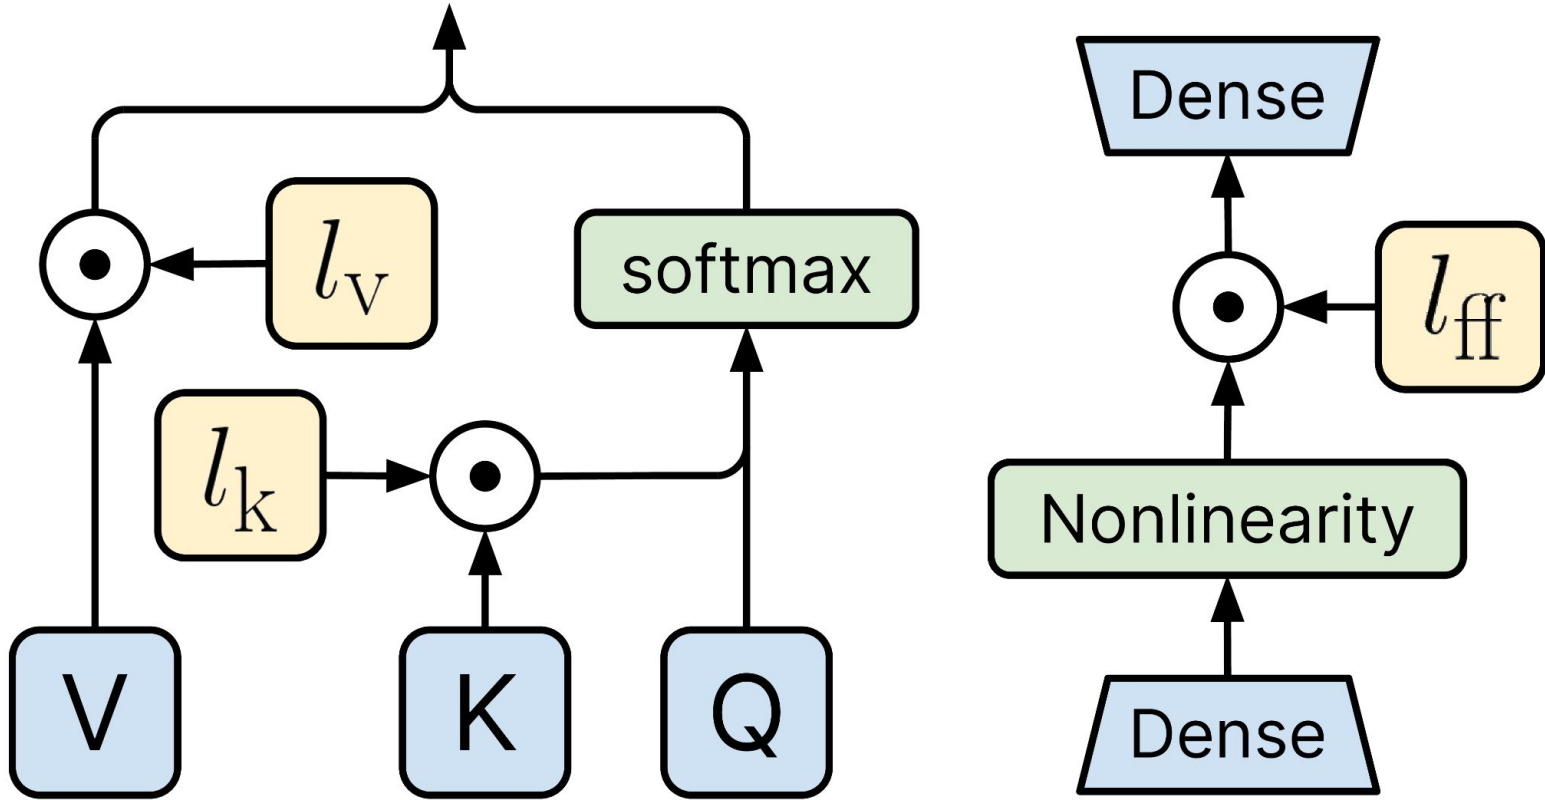 l_v
softmax
l_k
V
K
Q
Dense
l_ff
Nonlinearity
Dense